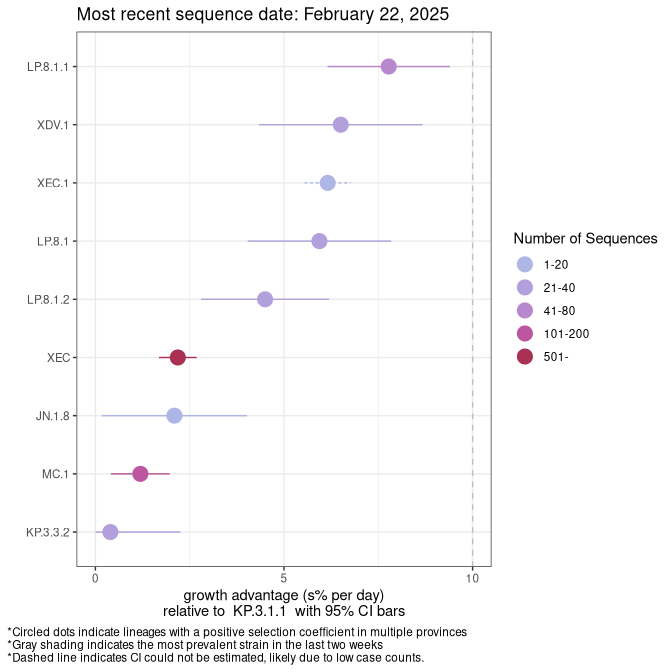 Most recent sequence date: February 22, 2025
LP.8.1.1
XDV.1
XEC.1
LP.8.1
LP.8.1.2
XEC
JN.1.8
MC.1
KP.3.3.2
0 5 10
growth advantage (s% per day)
relative to KP.3.1.1 with 95% CI bars
Number of Sequences
1-20
21-40
41-80
101-200
501-
*Circled dots indicate lineages with a positive selection coefficient in multiple provinces
*Gray shading indicates the most prevalent strain in the last two weeks
*Dashed line indicates CI could not be estimated, likely due to low case counts.